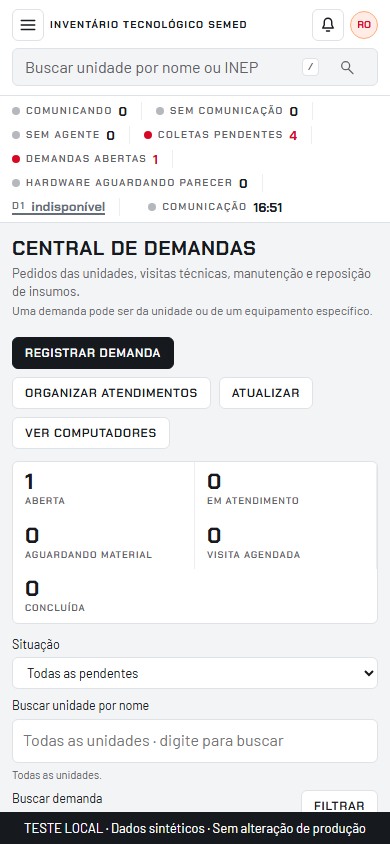 INVENTÁRIO TECNOLÓGICO SEMED
RO
Buscar unidade por nome ou INEP
/
COMUNICANDO 0
SEM COMUNICAÇÃO 0
SEM AGENTE 0
COLETAS PENDENTES 4
DEMANDAS ABERTAS 1
HARDWARE AGUARDANDO PARECER 0
D1 indisponível
COMUNICAÇÃO 16:51
CENTRAL DE DEMANDAS
Pedidos das unidades, visitas técnicas, manutenção e reposição
de insumos.
Uma demanda pode ser da unidade ou de um equipamento específico.
REGISTRAR DEMANDA
ORGANIZAR ATENDIMENTOS
ATUALIZAR
VER COMPUTADORES
1
ABERTA
0
EM ATENDIMENTO
0
AGUARDANDO MATERIAL
0
VISITA AGENDADA
0
CONCLUÍDA
Situação
Todas as pendentes
Buscar unidade por nome
Todas as unidades · digite para buscar
Todas as unidades.
Buscar demanda
FILTRAR
TESTE LOCAL · Dados sintéticos · Sem alteração de produção